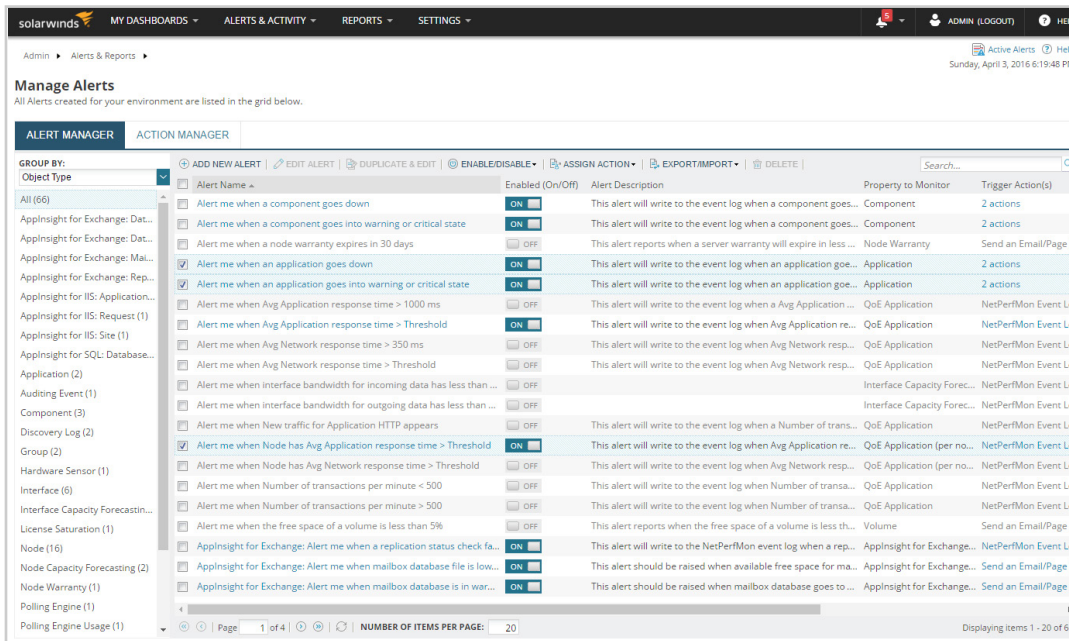 solarwinds MY DASHBOARDS ALERTS & ACTIVITY REPORTS SETTINGS 5 ADMIN (LOGOUT) ? HE
Admin Alerts & Reports Active Alerts ? Hel
Sunday, April 3, 2016 6:19:48 PM
Manage Alerts
All Alerts created for your environment are listed in the grid below.
ALERT MANAGER ACTION MANAGER
GROUP BY:
Object Type
All (66)
AppInsight for Exchange: Dat...
AppInsight for Exchange: Dat...
AppInsight for Exchange: Mai...
AppInsight for Exchange: Rep...
AppInsight for IIS: Application...
AppInsight for IIS: Request (1)
AppInsight for IIS: Site (1)
AppInsight for SQL: Database...
Application (2)
Auditing Event (1)
Component (3)
Discovery Log (2)
Group (2)
Hardware Sensor (1)
Interface (6)
Interface Capacity Forecastin...
License Saturation (1)
Node (16)
Node Capacity Forecasting (2)
Node Warranty (1)
Polling Engine (1)
Polling Engine Usage (1)
ADD NEW ALERT | EDIT ALERT | DUPLICATE & EDIT | ENABLE/DISABLE | ASSIGN ACTION | EXPORT/IMPORT | DELETE | Search...
Alert Name Enabled (On/Off) Alert Description Property to Monitor Trigger Action(s)
Alert me when a component goes down ON This alert will write to the event log when a component goes... Component 2 actions
Alert me when a component goes into warning or critical state ON This alert will write to the event log when a component goes... Component 2 actions
Alert me when a node warranty expires in 30 days OFF This alert reports when a server warranty will expire in less ... Node Warranty Send an Email/Page
Alert me when an application goes down ON This alert will write to the event log when an application goe... Application 2 actions
Alert me when an application goes into warning or critical state ON This alert will write to the event log when an application goe... Application 2 actions
Alert me when Avg Application response time > 1000 ms OFF This alert will write to the event log when a Avg Application ... QoE Application NetPerfMon Event L
Alert me when Avg Application response time > Threshold ON This alert will write to the event log when Avg Application re... QoE Application NetPerfMon Event L
Alert me when Avg Network response time > 350 ms OFF This alert will write to the event log when Avg Network resp... QoE Application NetPerfMon Event L
Alert me when Avg Network response time > Threshold OFF This alert will write to the event log when Avg Network resp... QoE Application NetPerfMon Event L
Alert me when interface bandwidth for incoming data has less than ... OFF Interface Capacity Forec... NetPerfMon Event L
Alert me when interface bandwidth for outgoing data has less than ... OFF Interface Capacity Forec... NetPerfMon Event L
Alert me when New traffic for Application HTTP appears OFF This alert will write to the event log when a Number of trans... QoE Application NetPerfMon Event L
Alert me when Node has Avg Application response time > Threshold ON This alert will write to the event log when Avg Application re... QoE Application (per no... NetPerfMon Event L
Alert me when Node has Avg Network response time > Threshold OFF This alert will write to the event log when Avg Network resp... QoE Application (per no... NetPerfMon Event L
Alert me when Number of transactions per minute < 500 OFF This alert will write to the event log when Number of transa... QoE Application NetPerfMon Event L
Alert me when Number of transactions per minute > 500 OFF This alert will write to the event log when Number of transa... QoE Application NetPerfMon Event L
Alert me when the free space of a volume is less than 5% OFF This alert reports when the free space of a volume is less th... Volume Send an Email/Page
AppInsight for Exchange: Alert me when a replication status check fa... ON This alert will write to the NetPerfMon event log when a rep... AppInsight for Exchange... NetPerfMon Event L
AppInsight for Exchange: Alert me when mailbox database file is low... ON This alert should be raised when available free space for ma... AppInsight for Exchange... Send an Email/Page
AppInsight for Exchange: Alert me when mailbox database is in war... ON This alert should be raised when mailbox database goes to ... AppInsight for Exchange... Send an Email/Page
Page 1 of 4 | NUMBER OF ITEMS PER PAGE: 20 Displaying items 1 - 20 of 6